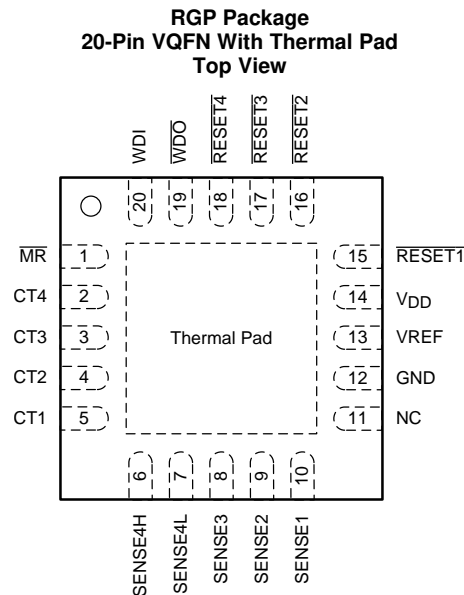 RGP Package
20-Pin VQFN With Thermal Pad
Top View
WDI
WDO
RESET4
RESET3
RESET2
20
19
18
17
16
MR 1
15 RESET1
CT4 2
14 VDD
CT3 3
Thermal Pad
13 VREF
CT2 4
12 GND
CT1 5
11 NC
6
7
8
9
10
SENSE4H
SENSE4L
SENSE3
SENSE2
SENSE1